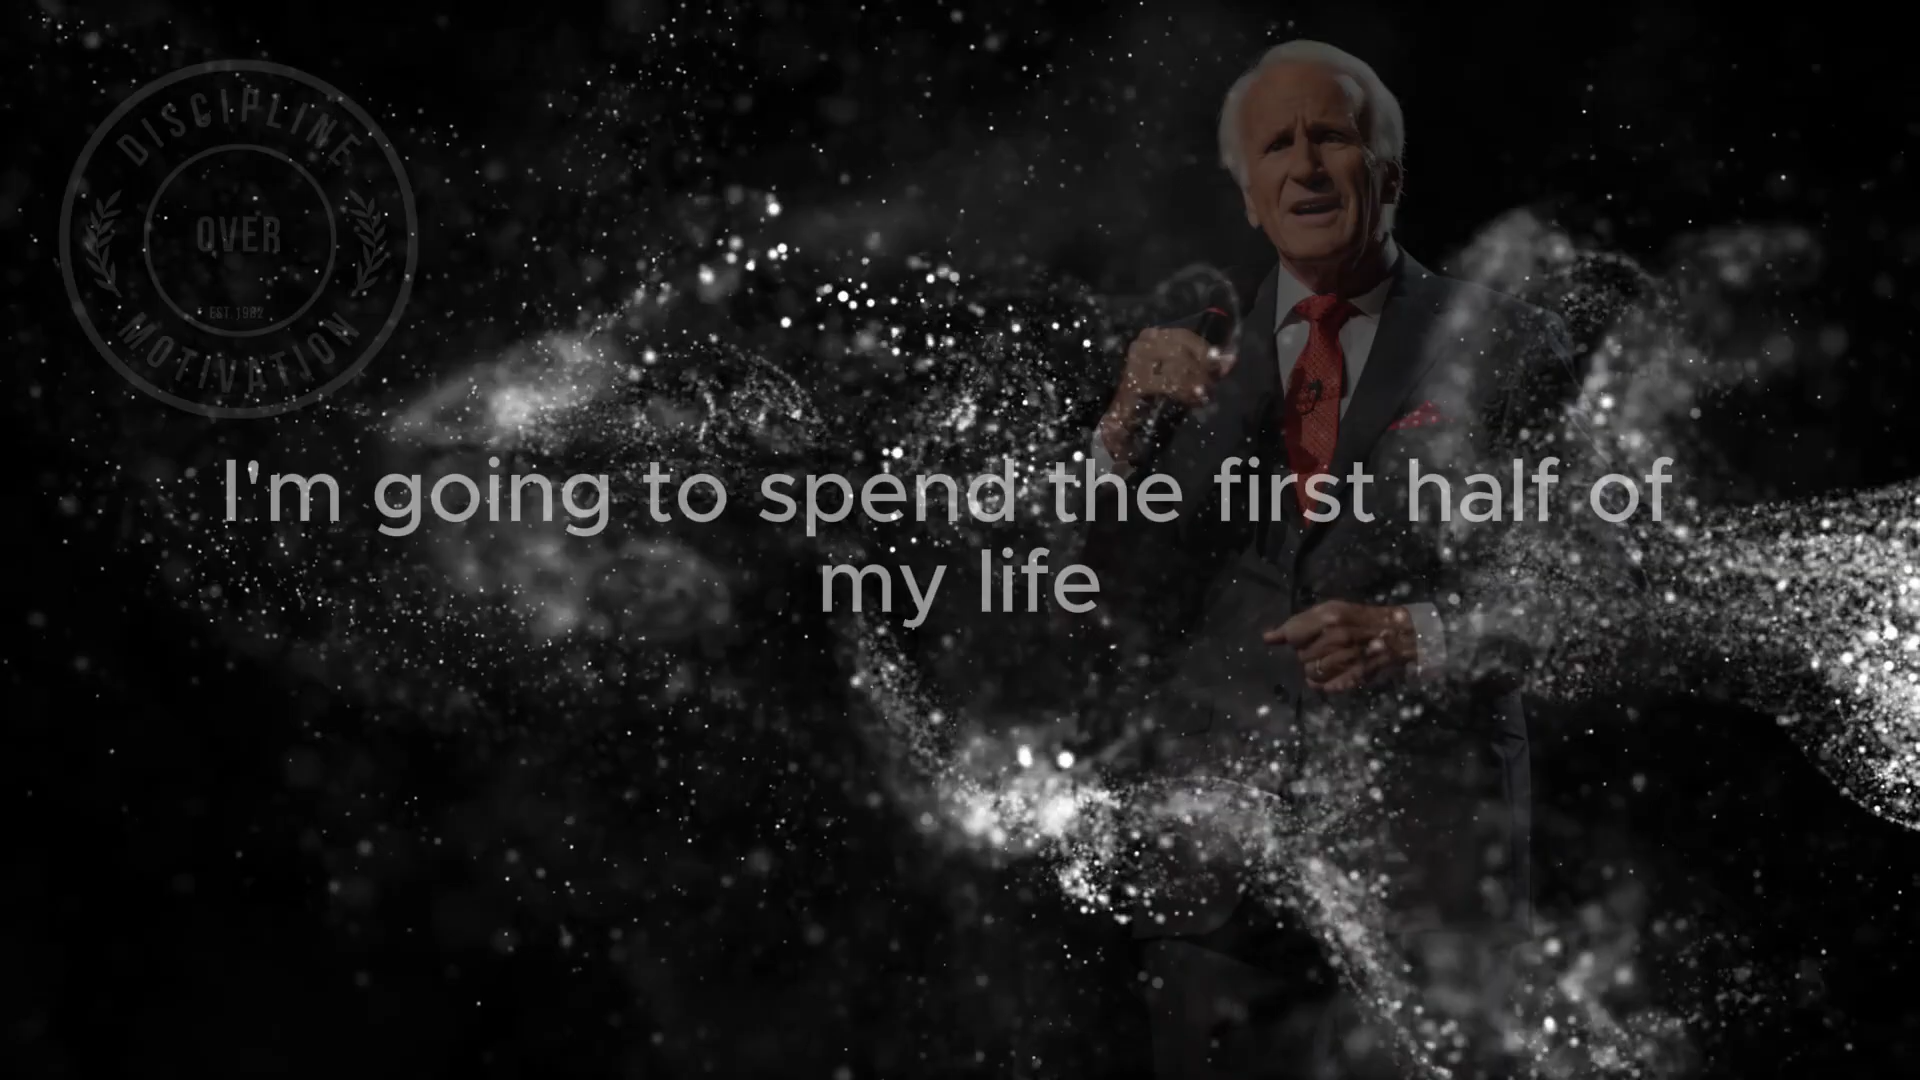 DISCIPLINE
OVER
EST 1982
MOTIVATION
I'm going to spend the first half of
my life